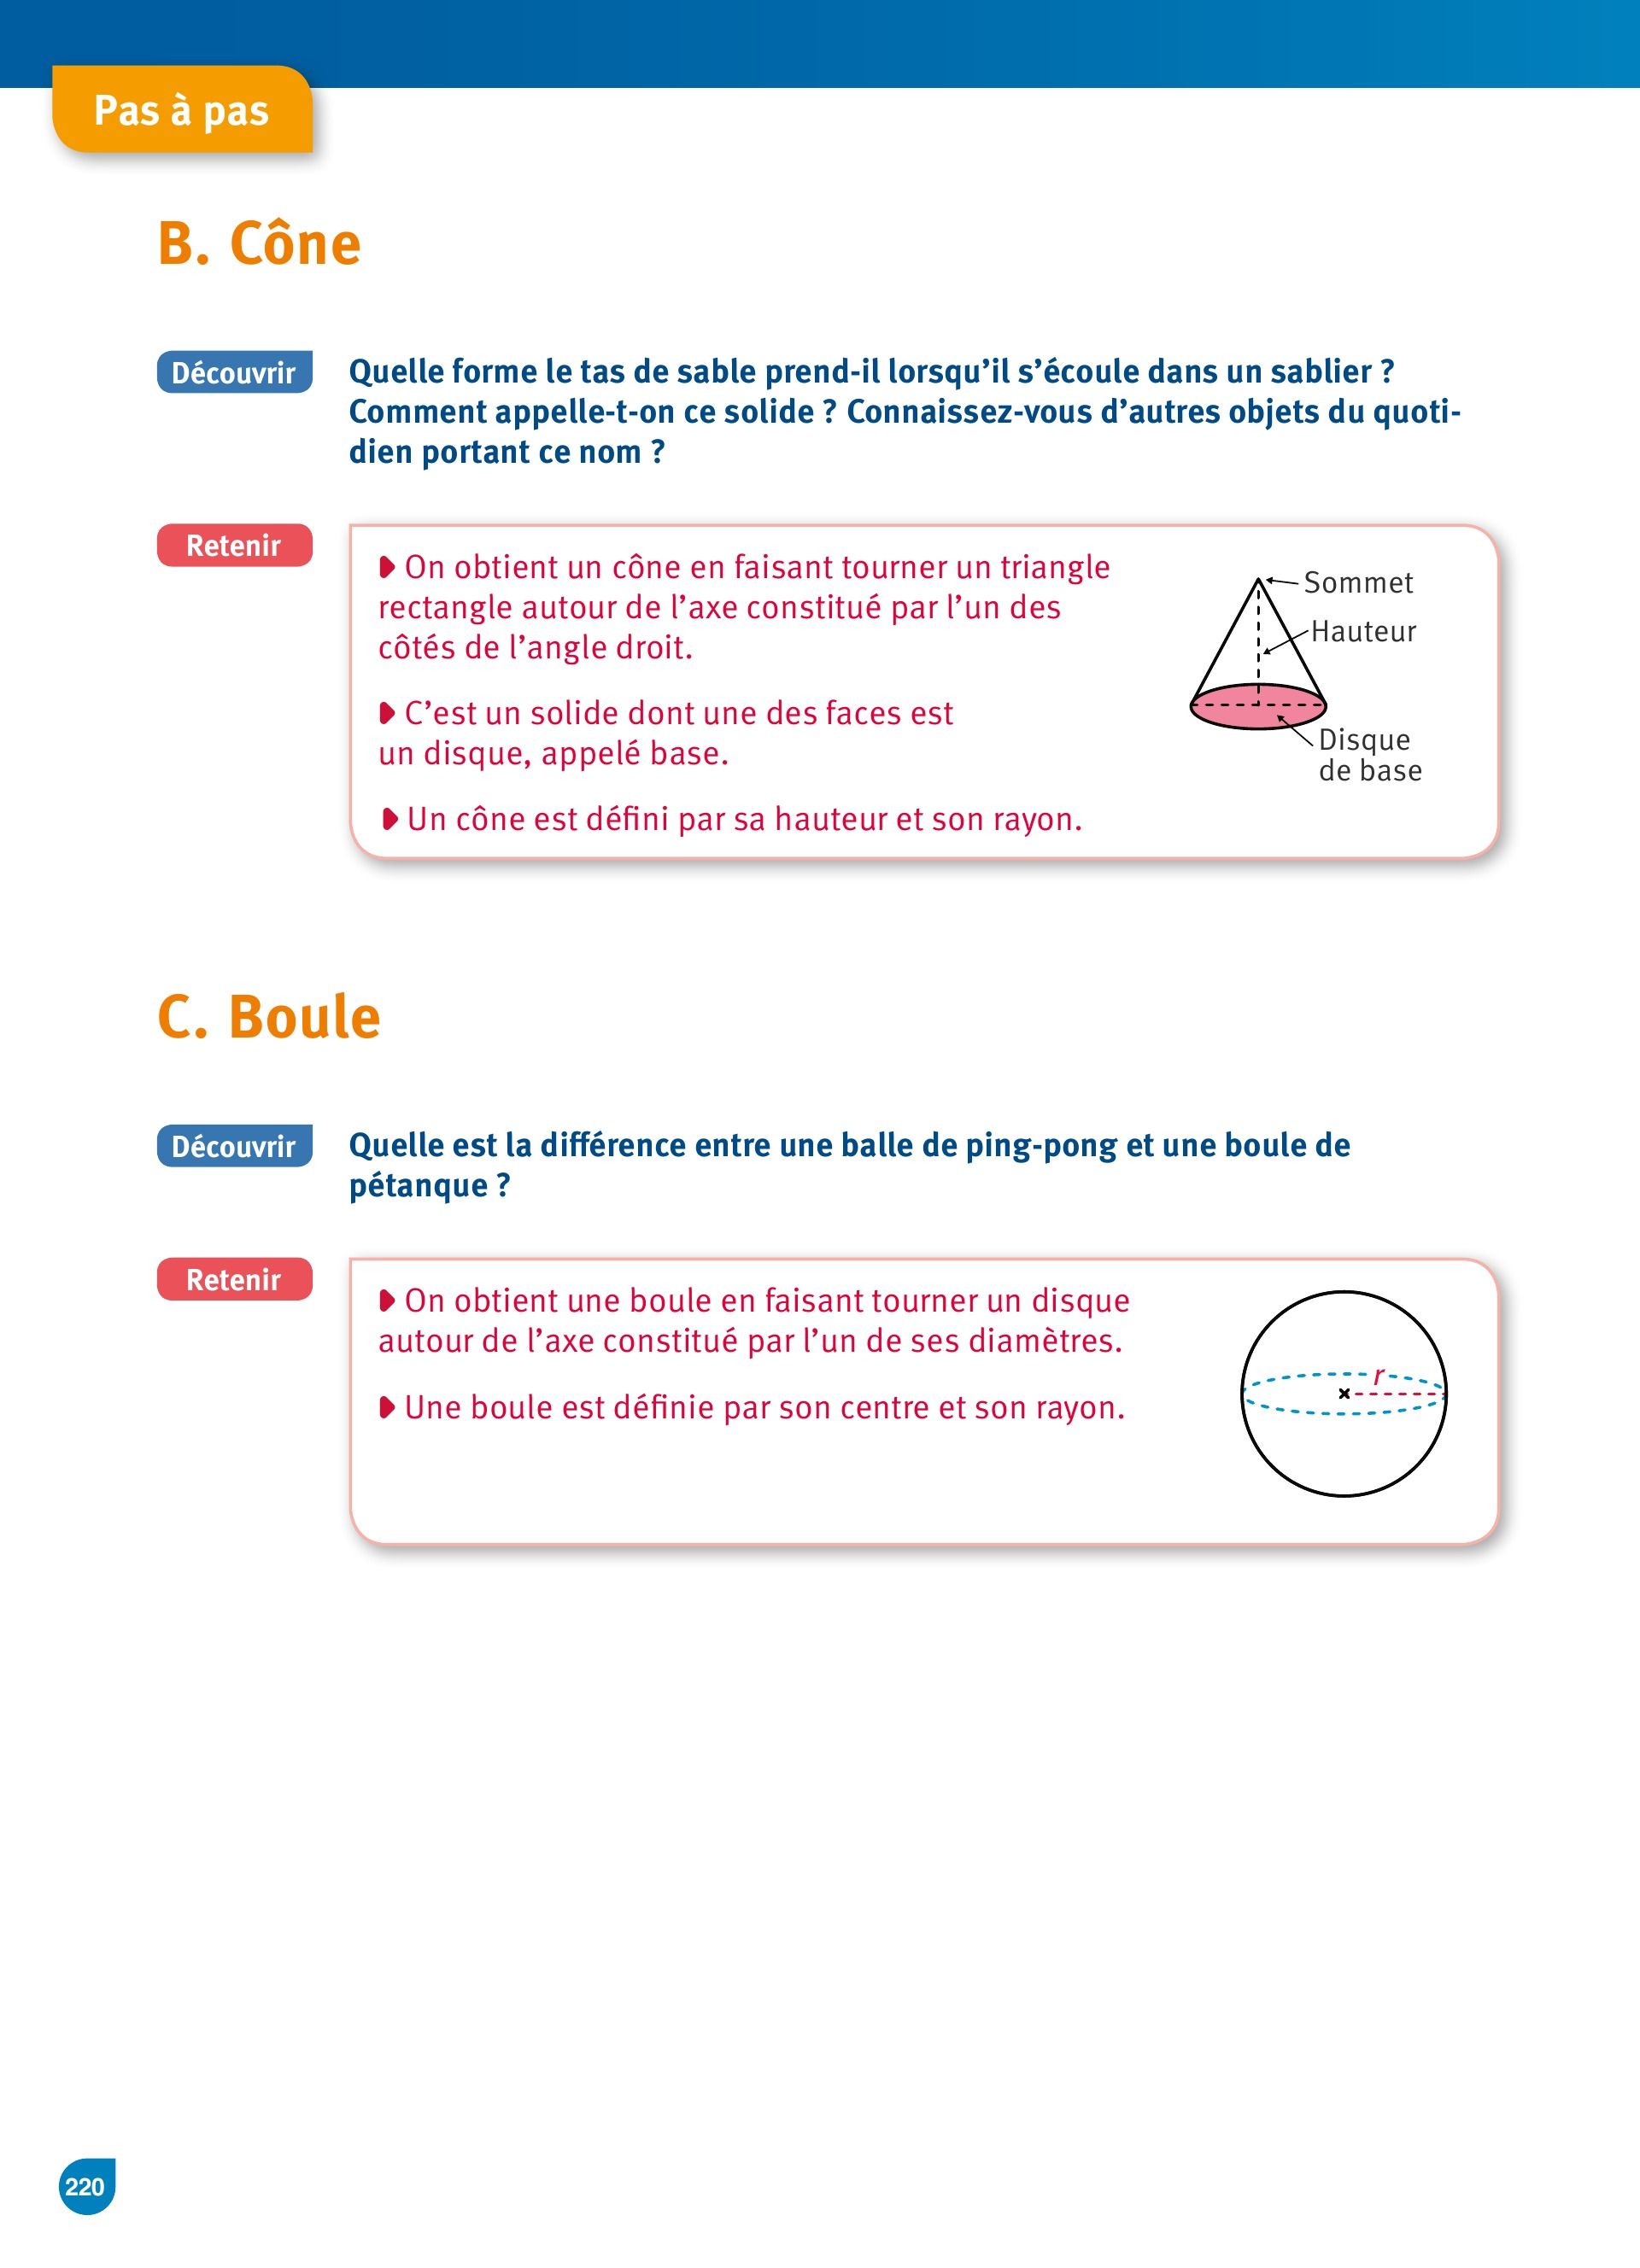 Pas à pas
B. Cône
Découvrir
Quelle forme le tas de sable prend-il lorsqu’il s’écoule dans un sablier ?
Comment appelle-t-on ce solide ? Connaissez-vous d’autres objets du quoti-
dien portant ce nom ?
Retenir
On obtient un cône en faisant tourner un triangle
rectangle autour de l’axe constitué par l’un des
côtés de l’angle droit.
C’est un solide dont une des faces est
un disque, appelé base.
Un cône est défini par sa hauteur et son rayon.
Sommet
Hauteur
Disque
de base
C. Boule
Découvrir
Quelle est la différence entre une balle de ping-pong et une boule de
pétanque ?
Retenir
On obtient une boule en faisant tourner un disque
autour de l’axe constitué par l’un de ses diamètres.
Une boule est définie par son centre et son rayon.
r
220